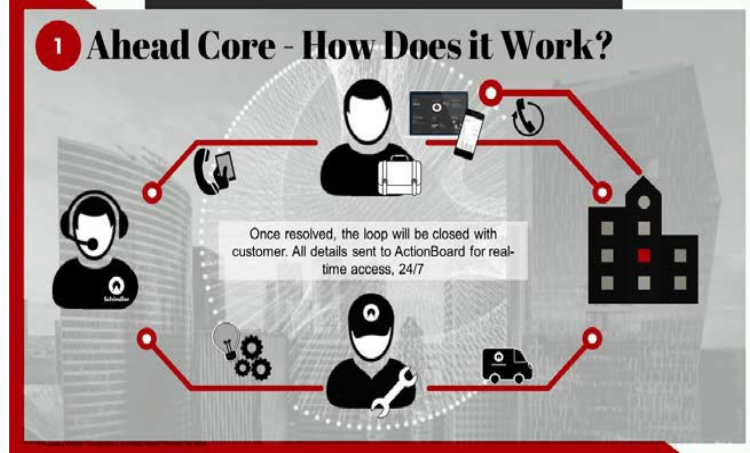 1 Ahead Core - How Does it Work?
Once resolved, the loop will be closed with
customer. All details sent to ActionBoard for real-
time access, 24/7
Schindler